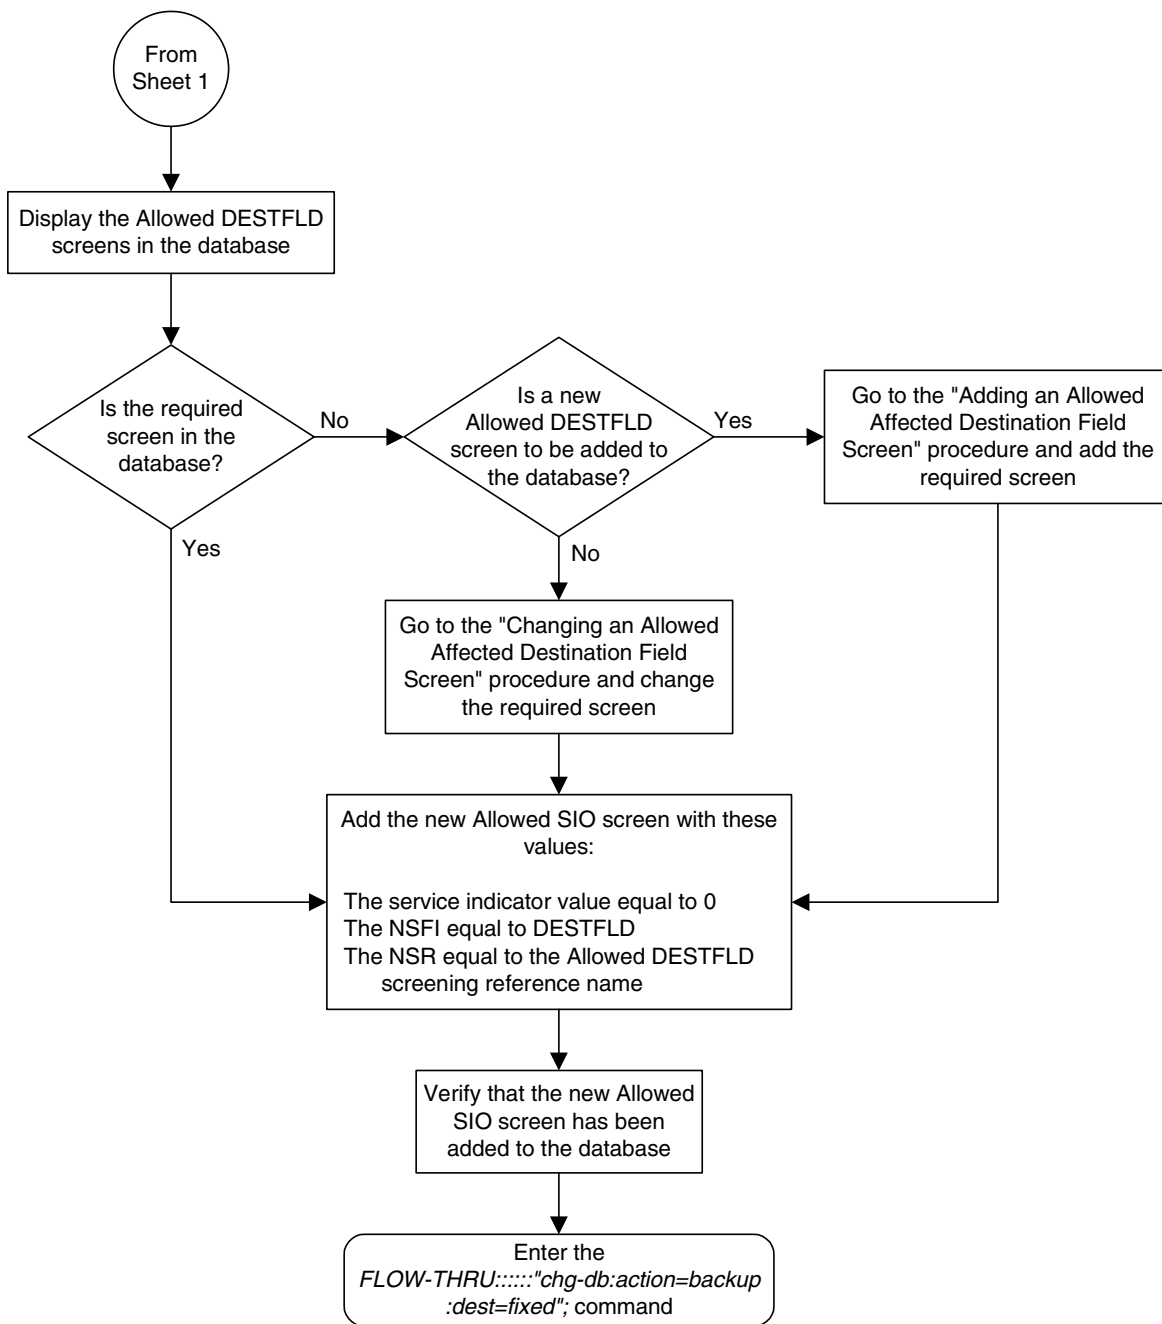 From
Sheet 1
Display the Allowed DESTFLD
screens in the database
Is the required
screen in the
database?
No
Yes
Is a new
Allowed DESTFLD
screen to be added to
the database?
Yes
No
Go to the "Adding an Allowed
Affected Destination Field
Screen" procedure and add the
required screen
Go to the "Changing an Allowed
Affected Destination Field
Screen" procedure and change
the required screen
Add the new Allowed SIO screen with these
values:
The service indicator value equal to 0
The NSFI equal to DESTFLD
The NSR equal to the Allowed DESTFLD
screening reference name
Verify that the new Allowed
SIO screen has been
added to the database
Enter the
FLOW-THRU::::::"chg-db:action=backup
:dest=fixed"; command